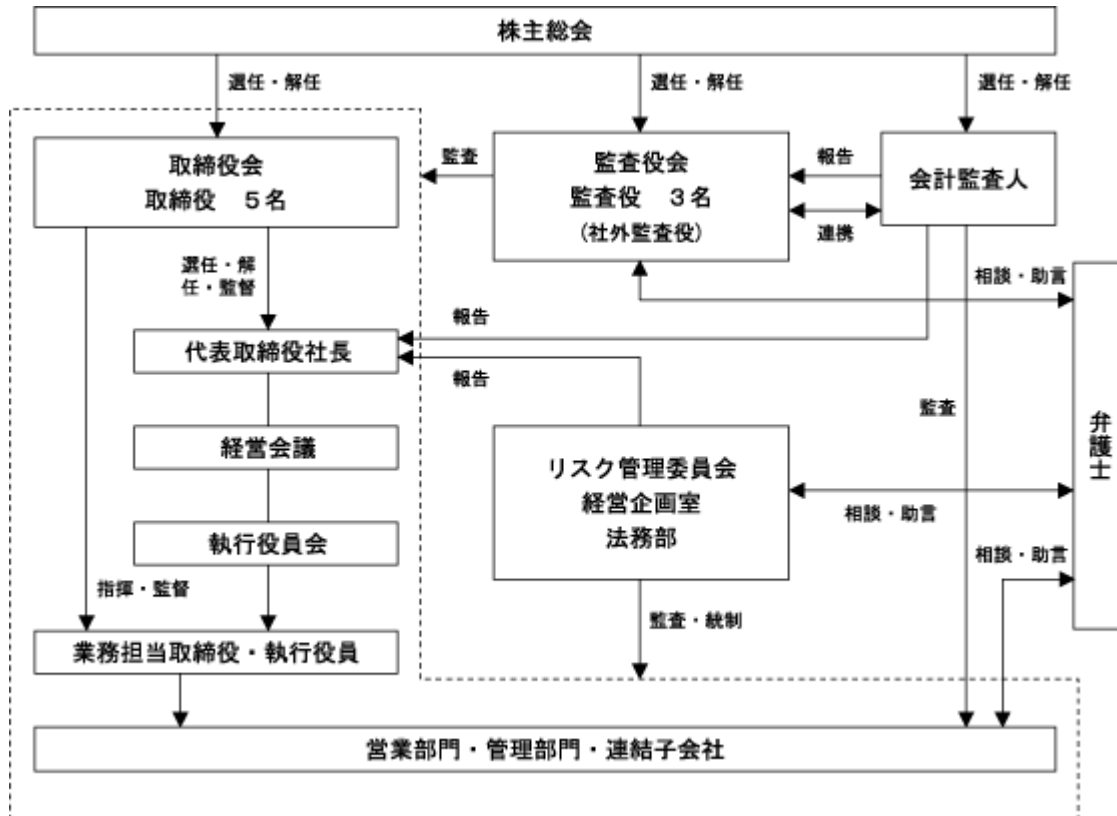 株主総会
選任・解任
選任・解任
選任・解任
取締役会
取締役 5名
監査
監査役会
監査役 3名
(社外監査役)
報告
連携
会計監査人
選任・解
任・監督
相談・助言
報告
代表取締役社長
報告
監査
弁護士
経営会議
リスク管理委員会
経営企画室
法務部
相談・助言
執行役員会
相談・助言
指揮・監督
監査・統制
業務担当取締役・執行役員
営業部門・管理部門・連結子会社